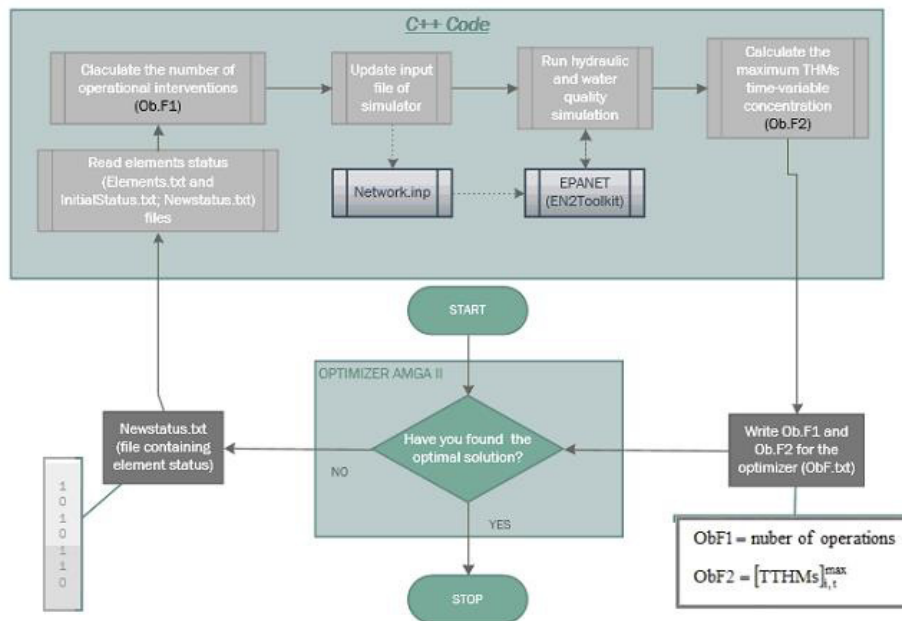 C++ Code
Claculate the number of
operational interventions
(Ob.F1)
Update input
file of
simulator
Run hydraulic
and water
quality
simulation
Calculate the
maximum THMs
time-variable
concentration
(Ob.F2)
Read elements status
(Elements.txt and
InitialStatus.txt; Newstatus.txt)
files
Network.inp
EPANET
(EN2Toolkit)
START
OPTIMIZER AMGA II
Have you found the
optimal solution?
NO
YES
STOP
Newstatus.txt
(file containing
element status)
1
0
1
0
1
1
0
Write Ob.F1 and
Ob.F2 for the
optimizer (ObF.txt)
ObF1 = nuber of operations
ObF2 = [TTHMs]max i, t